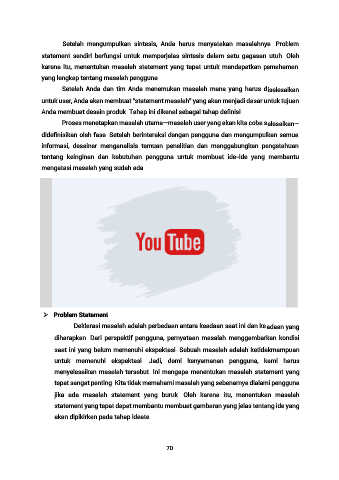 Setelah mengumpulkan sintesis, Anda harus menyatakan masalahnya Problem
statement sendiri berfungsi untuk memperjelas sintesis dalam satu gagasan utuh Oleh
karena itu, menentukan masalah statement yang tepat untuk mendapatkan pemahaman
yang lengkap tentang masalah pengguna
Setelah Anda dan tim Anda menemukan masalah mana yang harus diselesaikan
untuk user, Anda akan membuat "statement masalah" yang akan menjadi dasar untuk tujuan
Anda membuat desain produk Tahap ini dikenal sebagai tahap definisi
Proses menetapkan masalah utama—masalah user yang akan kita coba selesaikan—
didefinisikan oleh fase Setelah berinteraksi dengan pengguna dan mengumpulkan semua
informasi, desainer menganalisis temuan penelitian dan menggabungkan pengetahuan
tentang keinginan dan kebutuhan pengguna untuk membuat ide-ide yang membantu
mengatasi masalah yang sudah ada
YouTube
➢ Problem Statement
Deklarasi masalah adalah perbedaan antara keadaan saat ini dan keadaan yang
diharapkan Dari perspektif pengguna, pernyataan masalah menggambarkan kondisi
saat ini yang belum memenuhi ekspektasi Sebuah masalah adalah ketidakmampuan
untuk memenuhi ekspektasi Jadi, demi kenyamanan pengguna, kami harus
menyelesaikan masalah tersebut Ini mengapa menentukan masalah statement yang
tepat sangat penting Kita tidak memahami masalah yang sebenarnya dialami pengguna
jika ada masalah statement yang buruk Oleh karena itu, menentukan masalah
statement yang tepat dapat membantu membuat gambaran yang jelas tentang ide yang
akan dipikirkan pada tahap ideate
70